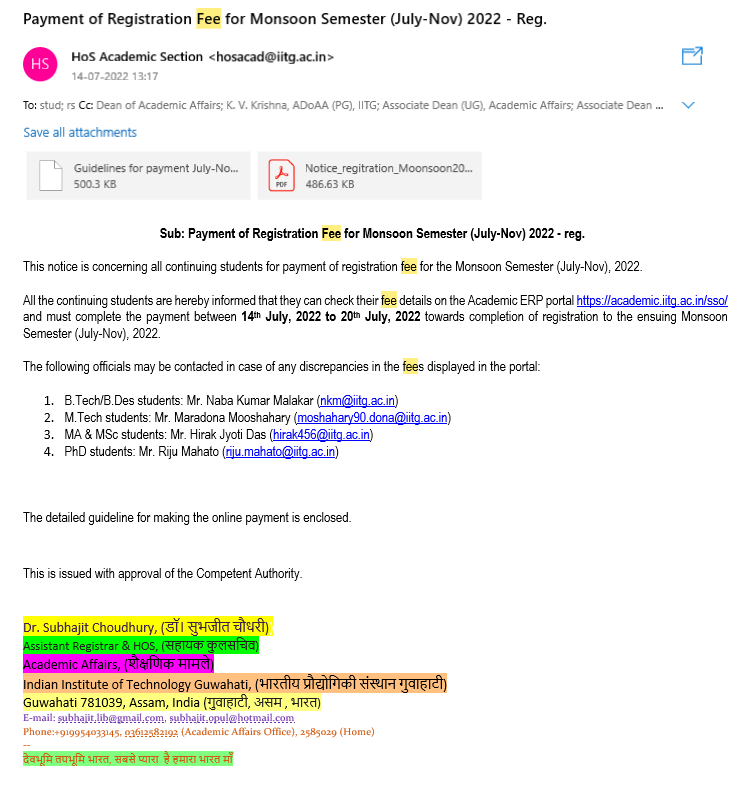 Payment of Registration Fee for Monsoon Semester (July-Nov) 2022 - Reg.
HS
HoS Academic Section <hosacad@iitg.ac.in>
14-07-2022 13:17
To: stud; rs Cc: Dean of Academic Affairs; K. V. Krishna, ADoAA (PG), IITG; Associate Dean (UG), Academic Affairs; Associate Dean ...
Save all attachments
Guidelines for payment July-No...
500.3 KB
PDF
Notice_regitration_Moonsoon20...
486.63 KB
Sub: Payment of Registration Fee for Monsoon Semester (July-Nov) 2022 - reg.
This notice is concerning all continuing students for payment of registration fee for the Monsoon Semester (July-Nov), 2022.
All the continuing students are hereby informed that they can check their fee details on the Academic ERP portal https://academic.iitg.ac.in/sso/
and must complete the payment between 14th July, 2022 to 20th July, 2022 towards completion of registration to the ensuing Monsoon
Semester (July-Nov), 2022.
The following officials may be contacted in case of any discrepancies in the fees displayed in the portal:
1. B.Tech/B.Des students: Mr. Naba Kumar Malakar (nkm@iitg.ac.in)
2. M.Tech students: Mr. Maradona Mooshahary (moshahary90.dona@iitg.ac.in)
3. MA & MSc students: Mr. Hirak Jyoti Das (hirak456@iitg.ac.in)
4. PhD students: Mr. Riju Mahato (riju.mahato@iitg.ac.in)
The detailed guideline for making the online payment is enclosed.
This is issued with approval of the Competent Authority.
Dr. Subhajit Choudhury, (डॉ। सुभजीत चौधरी)
Assistant Registrar & HOS, (सहायक कुलसचिव)
Academic Affairs, (शैक्षणिक मामले)
Indian Institute of Technology Guwahati, (भारतीय प्रौद्योगिकी संस्थान गुवाहाटी)
Guwahati 781039, Assam, India (गुवाहाटी, असम , भारत)
E-mail: subhajit.lib@gmail.com, subhajit.opul@hotmail.com
Phone:+919954033145, 03612582192 (Academic Affairs Office), 2585029 (Home)
--
देवभूमि तपभूमि भारत, सबसे प्यारा है हमारा भारत माँ